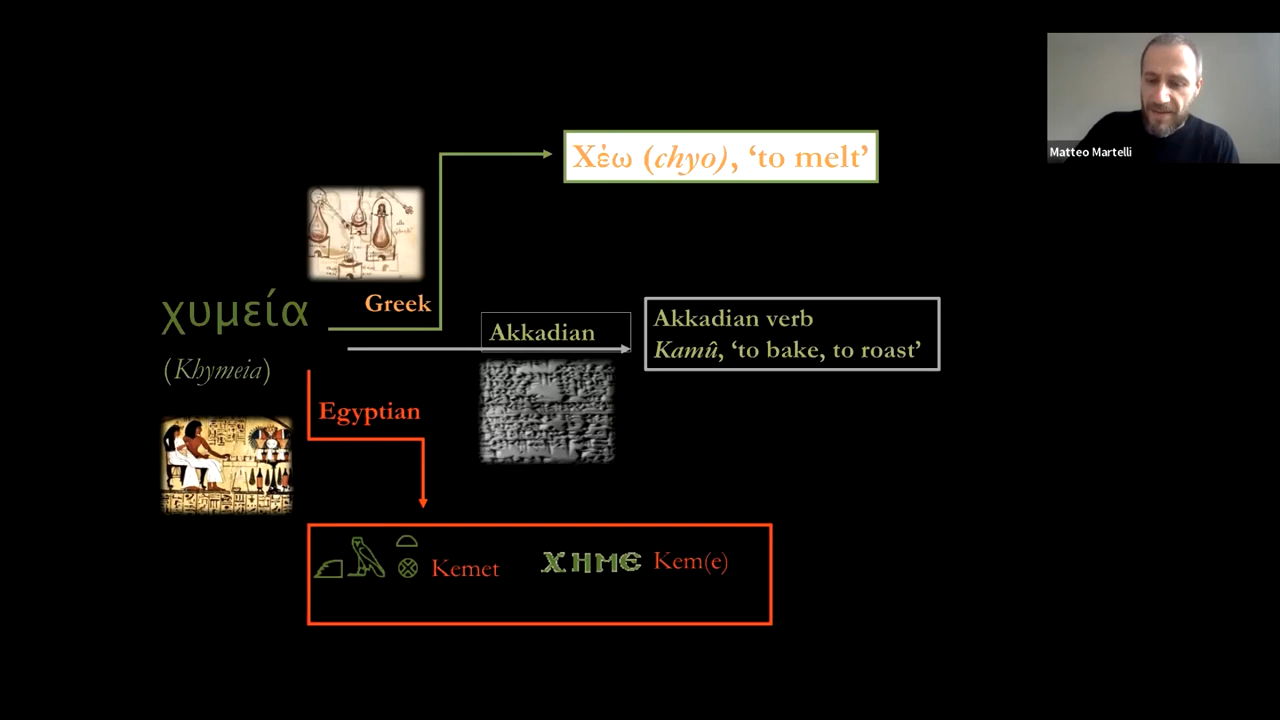 Χέω (chyo), ‘to melt’
Matteo Martelli
χυμεία
(Khymeia)
Greek
Akkadian
Akkadian verb
Kamû, ‘to bake, to roast’
Egyptian
Kemet ⲬⲎⲘⲈ Kem(e)